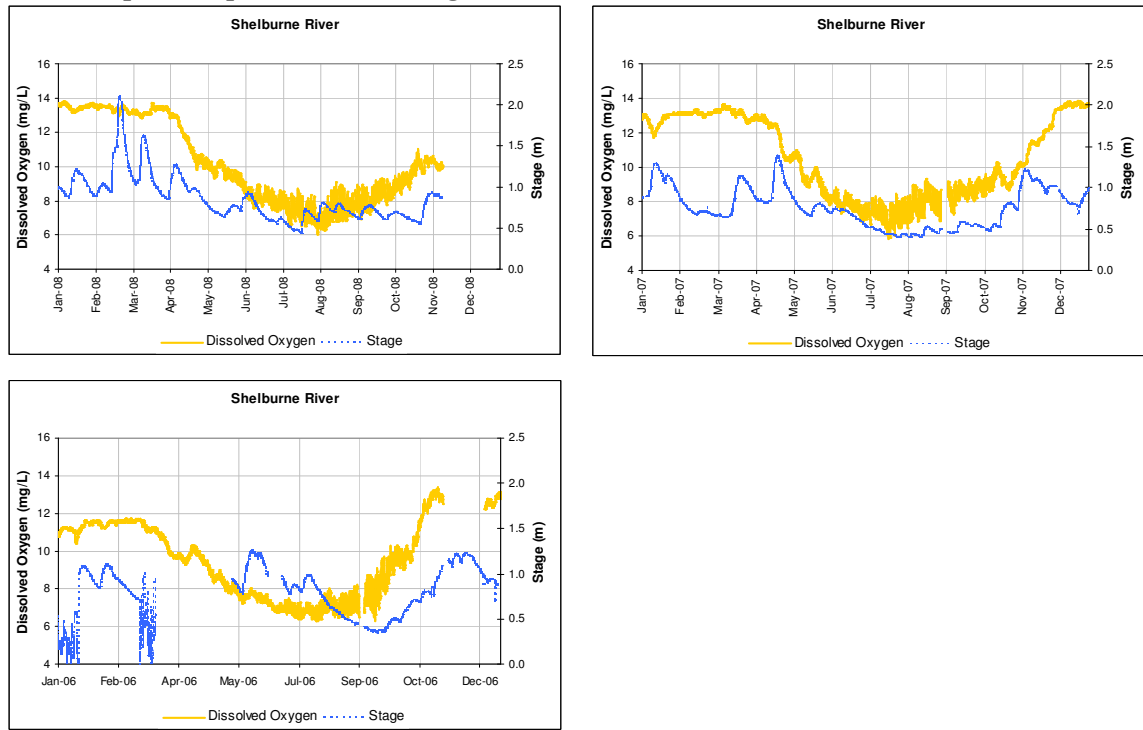 Shelburne River
16
14
12
10
8
6
4
Dissolved Oxygen (mg/L)
2.5
2.0
1.5
1.0
0.5
0.0
Stage (m)
Jan-08 Feb-08 Mar-08 Apr-08 May-08 Jun-08 Jul-08 Aug-08 Sep-08 Oct-08 Nov-08 Dec-08
Dissolved Oxygen Stage
Shelburne River
16
14
12
10
8
6
4
Dissolved Oxygen (mg/L)
2.5
2.0
1.5
1.0
0.5
0.0
Stage (m)
Jan-07 Feb-07 Mar-07 Apr-07 May-07 Jun-07 Jul-07 Aug-07 Sep-07 Oct-07 Nov-07 Dec-07
Dissolved Oxygen Stage
Shelburne River
16
14
12
10
8
6
4
Dissolved Oxygen (mg/L)
2.5
2.0
1.5
1.0
0.5
0.0
Stage (m)
Jan-06 Feb-06 Apr-06 May-06 Jul-06 Sep-06 Oct-06 Dec-06
Dissolved Oxygen Stage